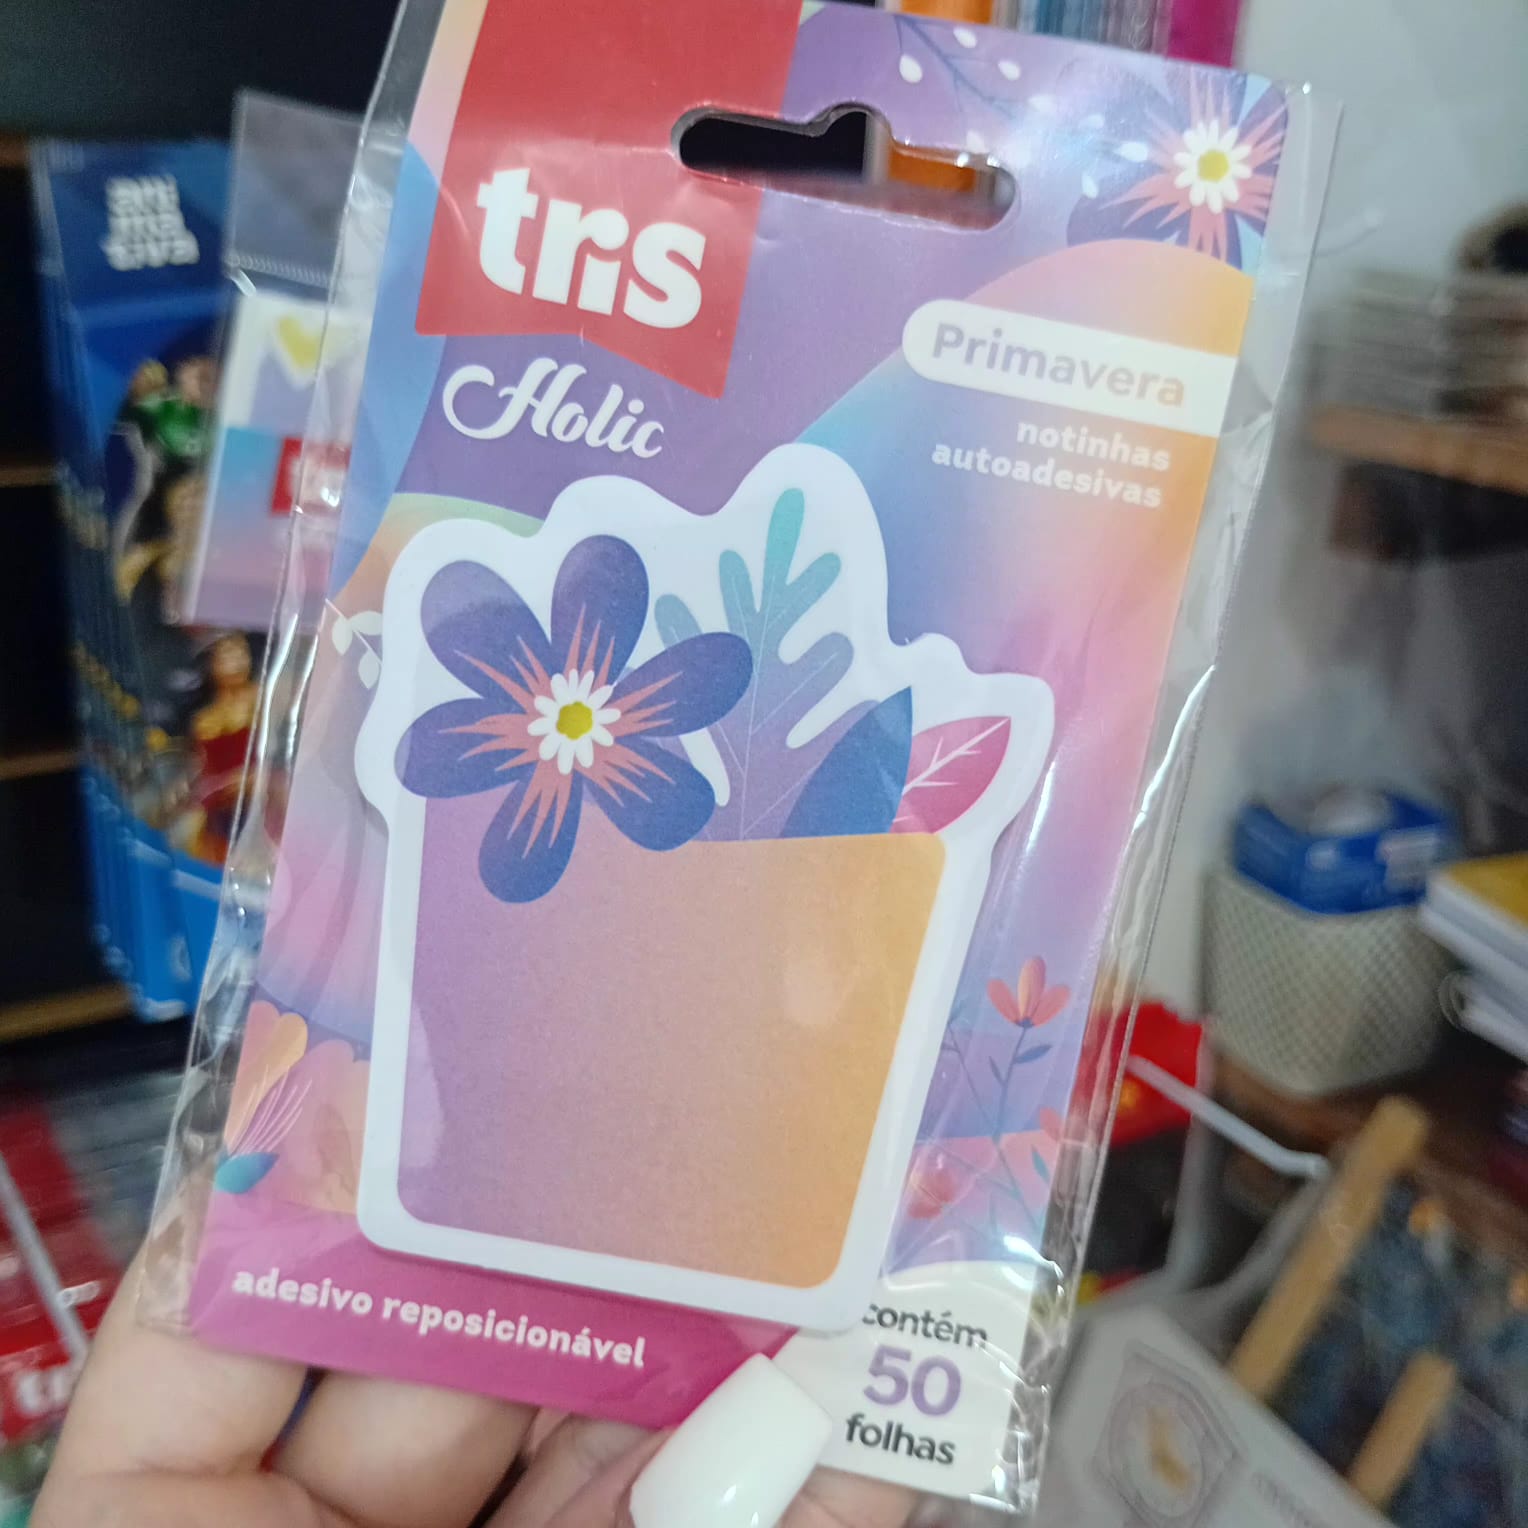 tris
Holic
Primavera
notinhas
autoadesivas
adesivo reposicionável
contém
50
folhas